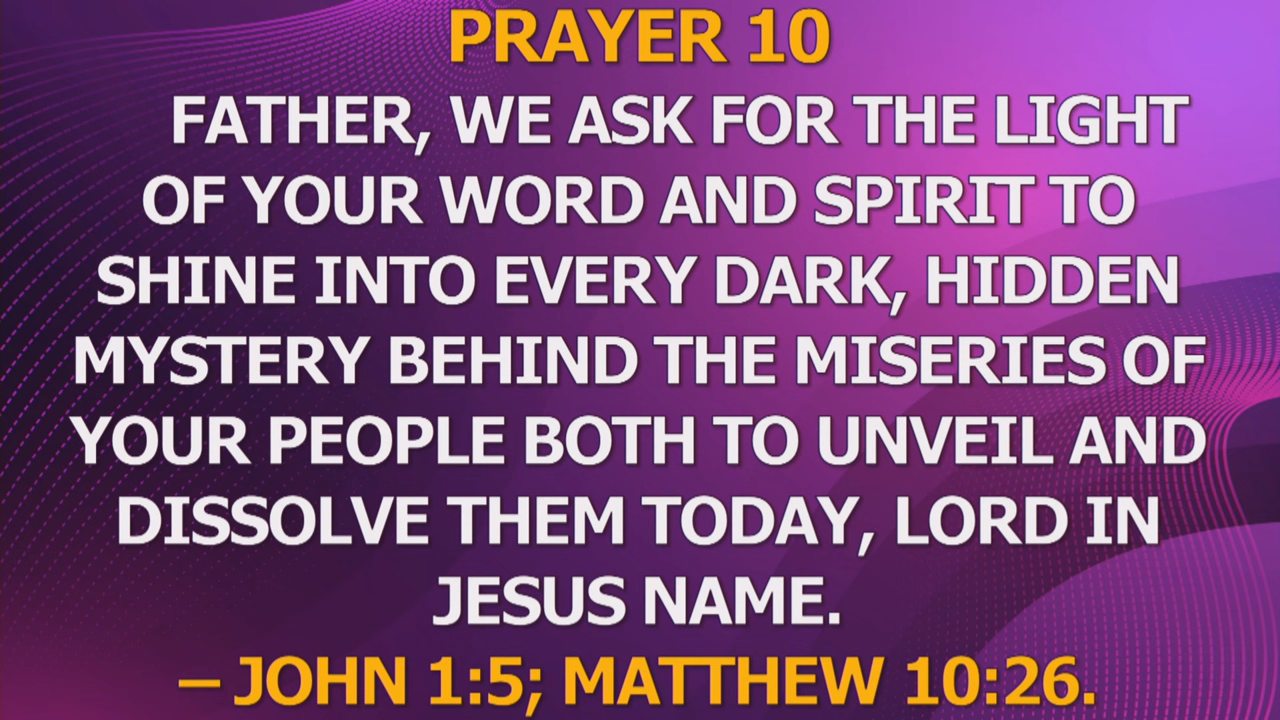 PRAYER 10
FATHER, WE ASK FOR THE LIGHT
OF YOUR WORD AND SPIRIT TO
SHINE INTO EVERY DARK, HIDDEN
MYSTERY BEHIND THE MISERIES OF
YOUR PEOPLE BOTH TO UNVEIL AND
DISSOLVE THEM TODAY, LORD IN
JESUS NAME.
– JOHN 1:5; MATTHEW 10:26.